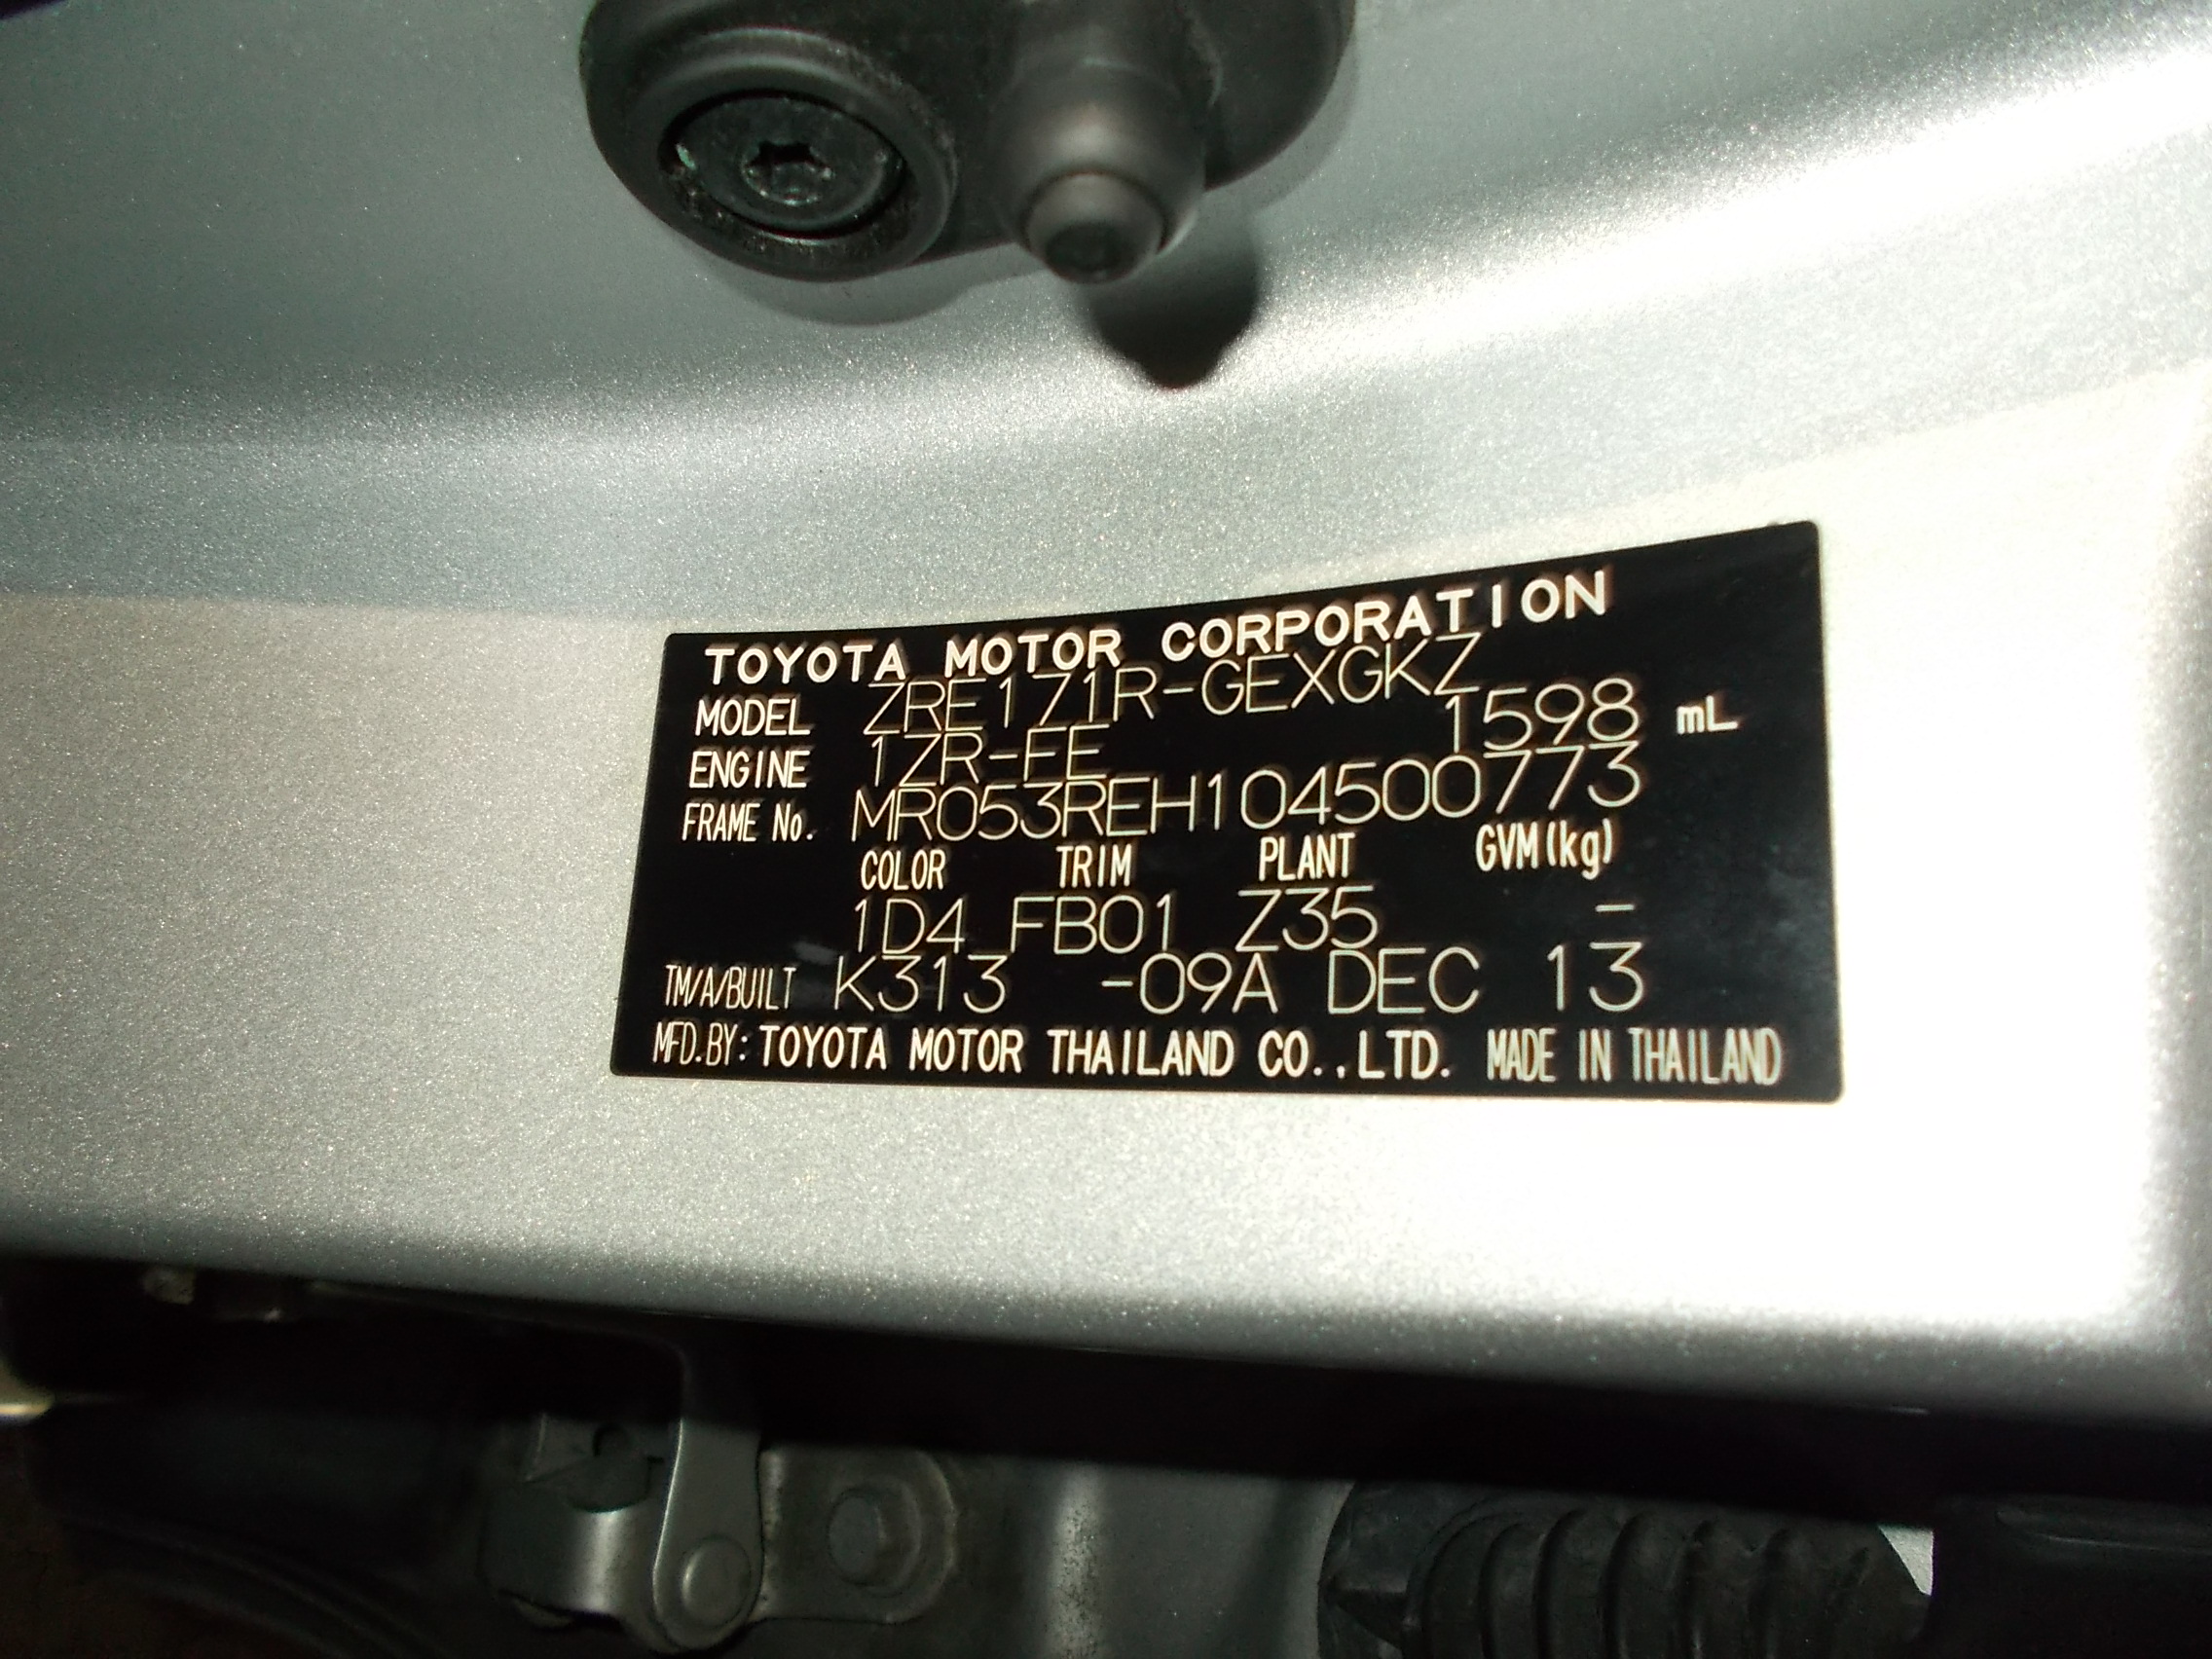 TOYOTA MOTOR CORPORATION
MODEL ZRE171R-GEXGKZ
ENGINE 1ZR-FE 1598 mL
FRAME No. MR053REH104500773
COLOR TRIM PLANT GVM(kg)
1D4 FB01 Z35 -
TM/A/BUILT K313 -09A DEC 13
MFD.BY: TOYOTA MOTOR THAILAND CO.,LTD. MADE IN THAILAND